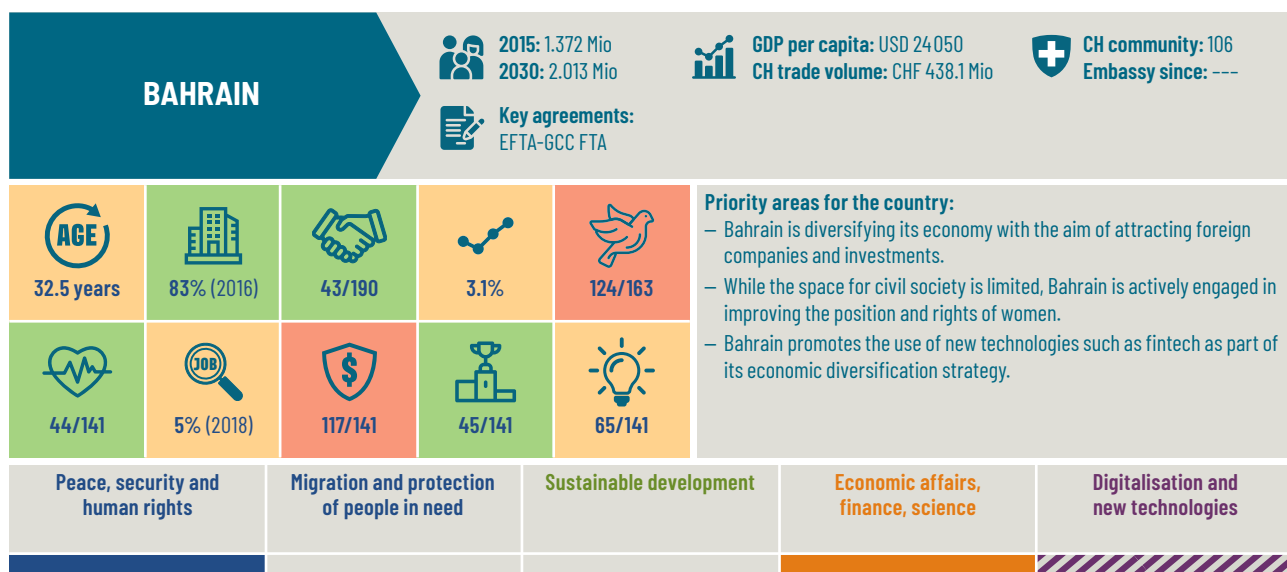 BAHRAIN
2015: 1.372 Mio
2030: 2.013 Mio
GDP per capita: USD 24 050
CH trade volume: CHF 438.1 Mio
CH community: 106
Embassy since: –––
Key agreements:
EFTA-GCC FTA
AGE
32.5 years
83% (2016)
43/190
3.1%
124/163
44/141
JOB
5% (2018)
$
117/141
45/141
65/141
Priority areas for the country:
– Bahrain is diversifying its economy with the aim of attracting foreign
companies and investments.
– While the space for civil society is limited, Bahrain is actively engaged in
improving the position and rights of women.
– Bahrain promotes the use of new technologies such as fintech as part of
its economic diversification strategy.
Peace, security and
human rights
Migration and protection
of people in need
Sustainable development
Economic affairs,
finance, science
Digitalisation and
new technologies